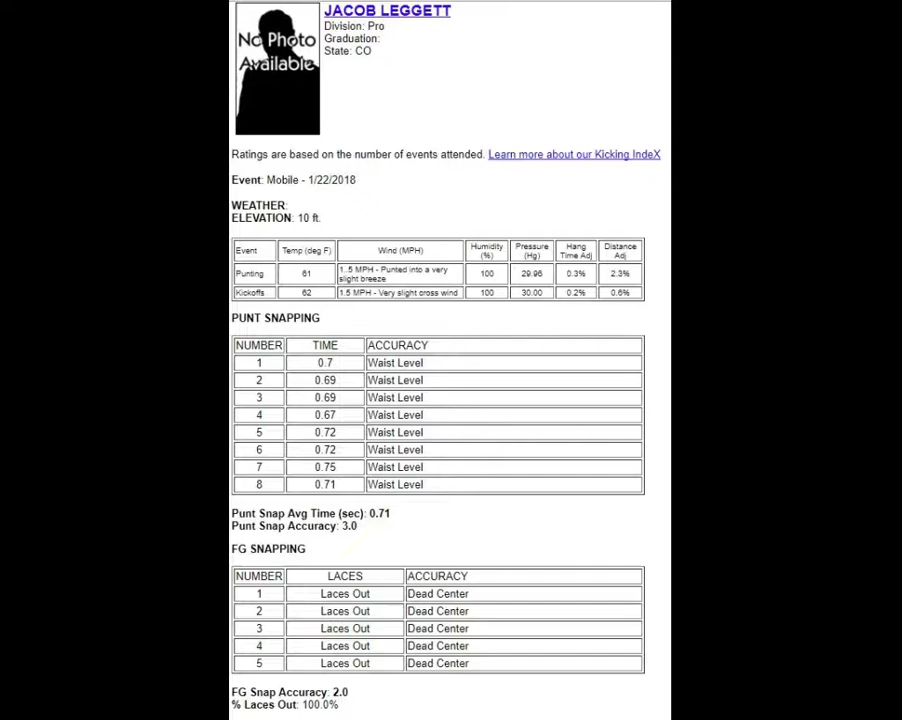 JACOB LEGGETT
Division: Pro
Graduation:
State: CO
No Photo
Available
Ratings are based on the number of events attended. Learn more about our Kicking IndeX
Event: Mobile - 1/22/2018
WEATHER:
ELEVATION: 10 ft.
Event Temp (deg F) Wind (MPH) Humidity (%) Pressure (Hg) Hang Time Adj Distance Adj
Punting 61 1..5 MPH - Punted into a very slight breeze 100 29.96 0.3% 2.3%
Kickoffs 62 1.5 MPH - Very slight cross wind 100 30.00 0.2% 0.6%
PUNT SNAPPING
NUMBER TIME ACCURACY
1 0.7 Waist Level
2 0.69 Waist Level
3 0.69 Waist Level
4 0.67 Waist Level
5 0.72 Waist Level
6 0.72 Waist Level
7 0.75 Waist Level
8 0.71 Waist Level
Punt Snap Avg Time (sec): 0.71
Punt Snap Accuracy: 3.0
FG SNAPPING
NUMBER LACES ACCURACY
1 Laces Out Dead Center
2 Laces Out Dead Center
3 Laces Out Dead Center
4 Laces Out Dead Center
5 Laces Out Dead Center
FG Snap Accuracy: 2.0
% Laces Out: 100.0%